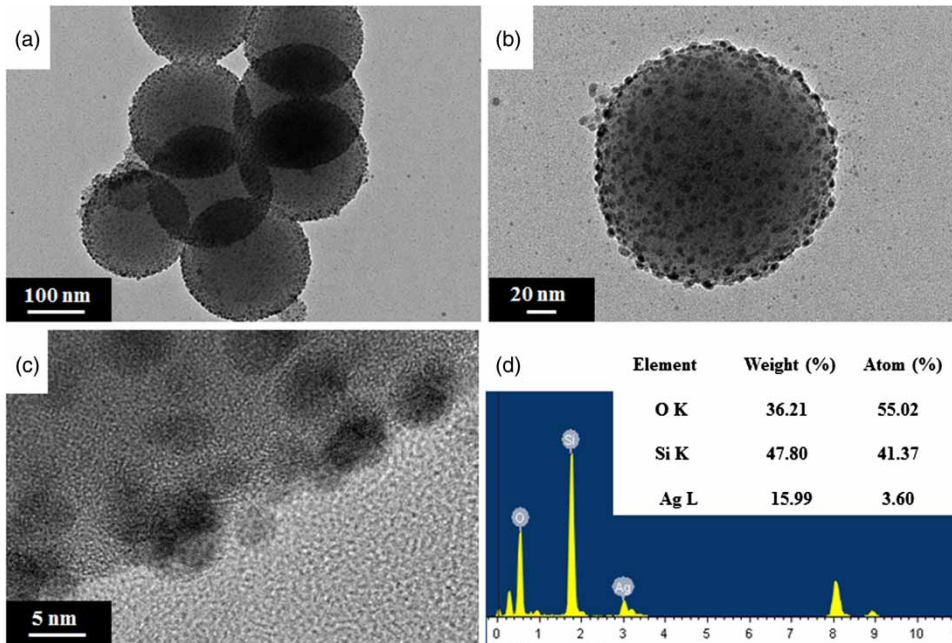 (a)
100 nm
(b)
20 nm
(c)
5 nm
(d)
Element Weight (%) Atom (%)
O K 36.21 55.02
Si K 47.80 41.37
Ag L 15.99 3.60
Si
O
Ag
0 1 2 3 4 5 6 7 8 9 10